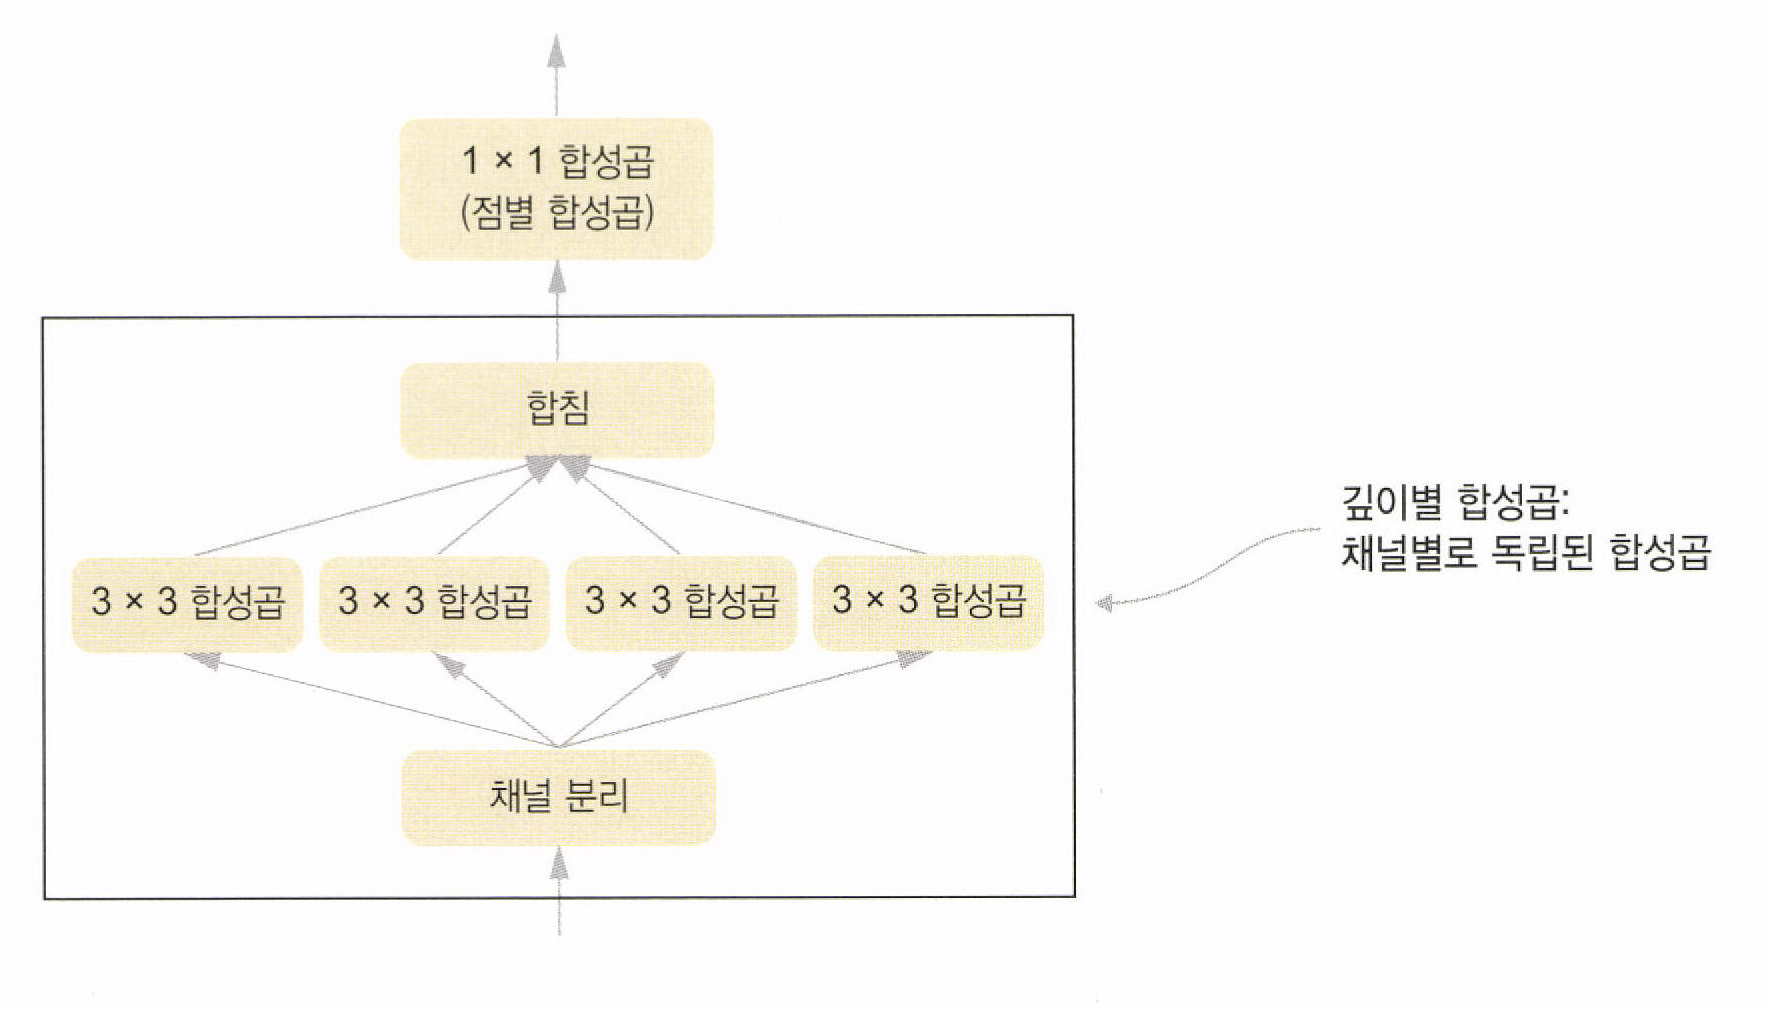 1 × 1 합성곱
(점별 합성곱)
합침
3 × 3 합성곱
3 × 3 합성곱
3 × 3 합성곱
3 × 3 합성곱
채널 분리
깊이별 합성곱:
채널별로 독립된 합성곱